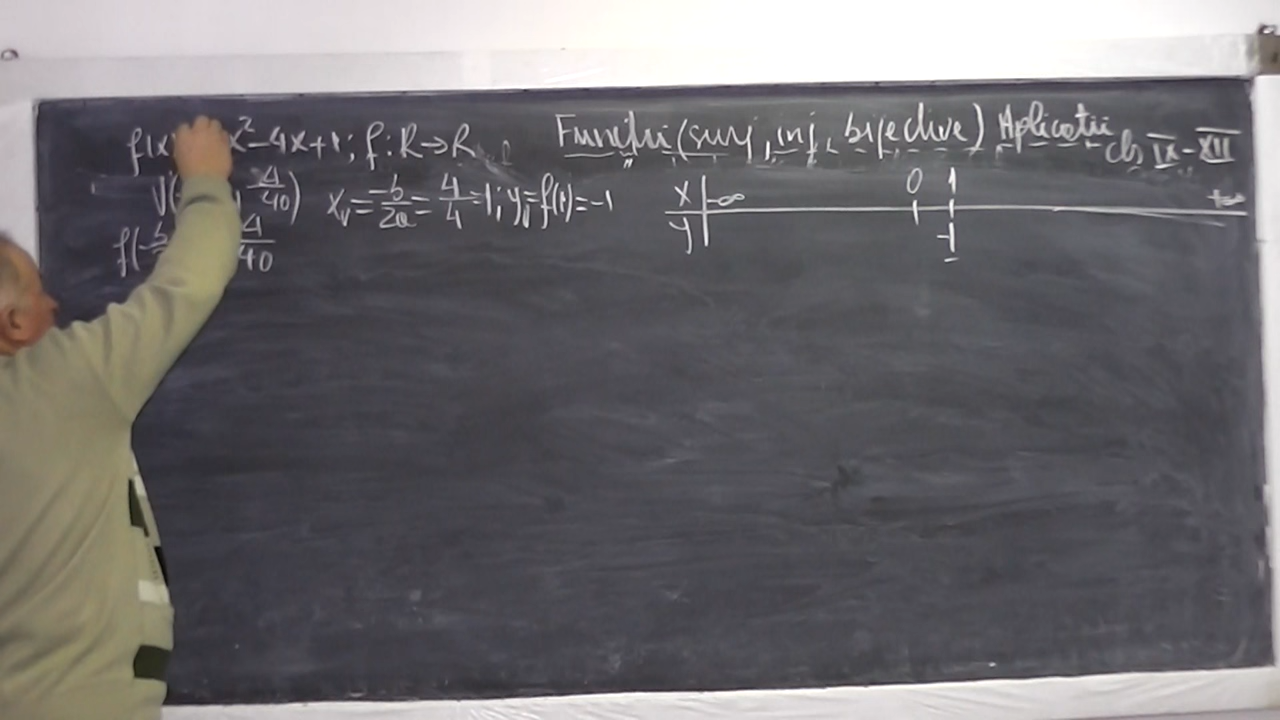 Funcții (surj, inj, bijective) Aplicații cls IX-XII
f(x) x²-4x+1; f:R→R
V( , -Δ/4a) x_V=-b/2a=4/4=1; y_V=f(1)=-1
f(-b Δ/4a
x -∞ 0 1 +∞
y -1